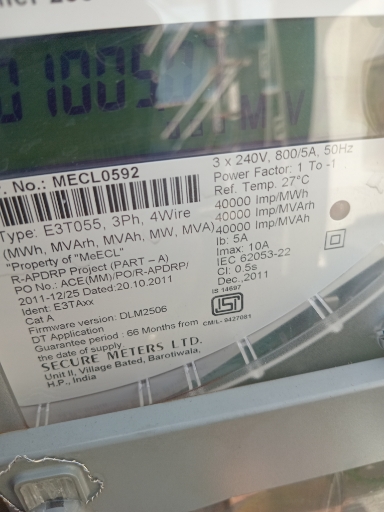 01005
r. No.: MECL0592
3 x 240V, 800/5A, 50Hz
Power Factor: 1 To -1
Ref. Temp. 27°C
Type: E3T055, 3Ph, 4Wire
40000 Imp/MWh
(MWh, MVArh, MVAh, MW, MVA)
40000 Imp/MVArh
40000 Imp/MVAh
"Property of "MeECL"
Ib: 5A
R-APDRP Project (PART – A)
Imax: 10A
PO No.: ACE(MM)/PO/R-APDRP/
IEC 62053-22
2011-12/25 Dated:20.10.2011
Cl: 0.5s
Ident: E3TAxx
Dec.,2011
Cat A
IS 14697
Firmware version: DLM2506
DT Application
Guarantee period : 66 Months from
CM/L- 9427081
the date of supply
SECURE METERS LTD.
Unit II, Village Bated, Barotiwala,
H.P., India